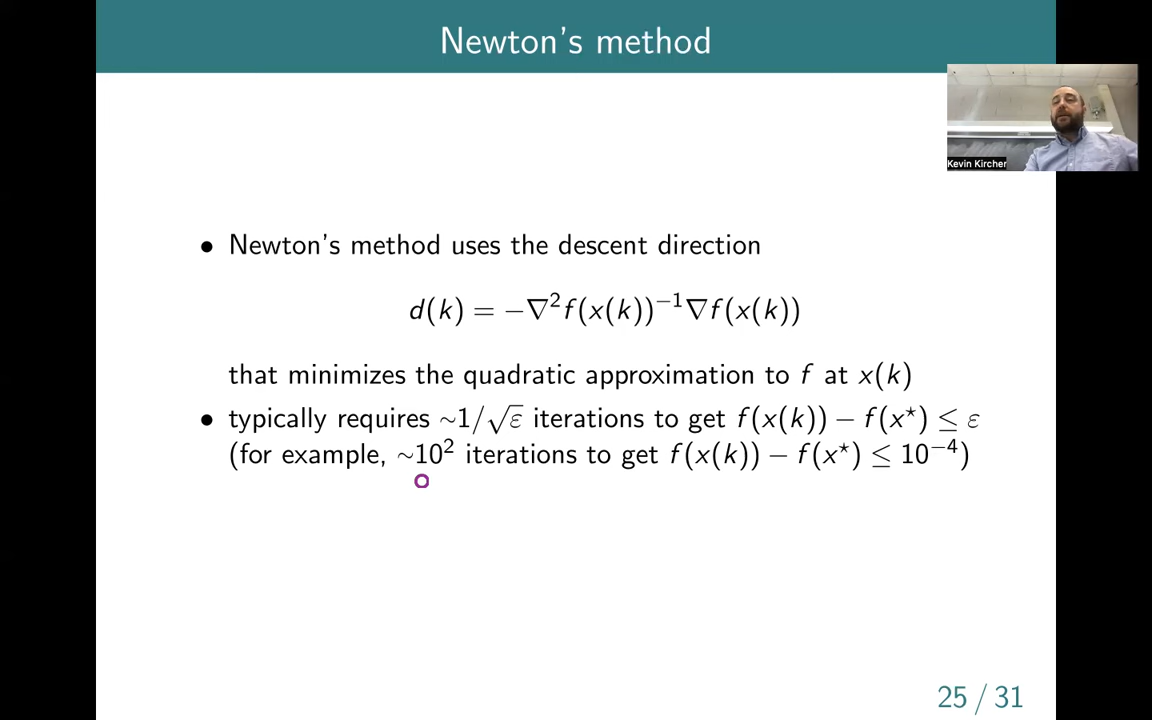 Newton's method
Kevin Kircher
• Newton's method uses the descent direction
d(k) = −∇²f(x(k))⁻¹∇f(x(k))
that minimizes the quadratic approximation to f at x(k)
• typically requires ∼1/√ε iterations to get f(x(k)) − f(x⋆) ≤ ε
(for example, ∼10² iterations to get f(x(k)) − f(x⋆) ≤ 10⁻⁴)
25 / 31